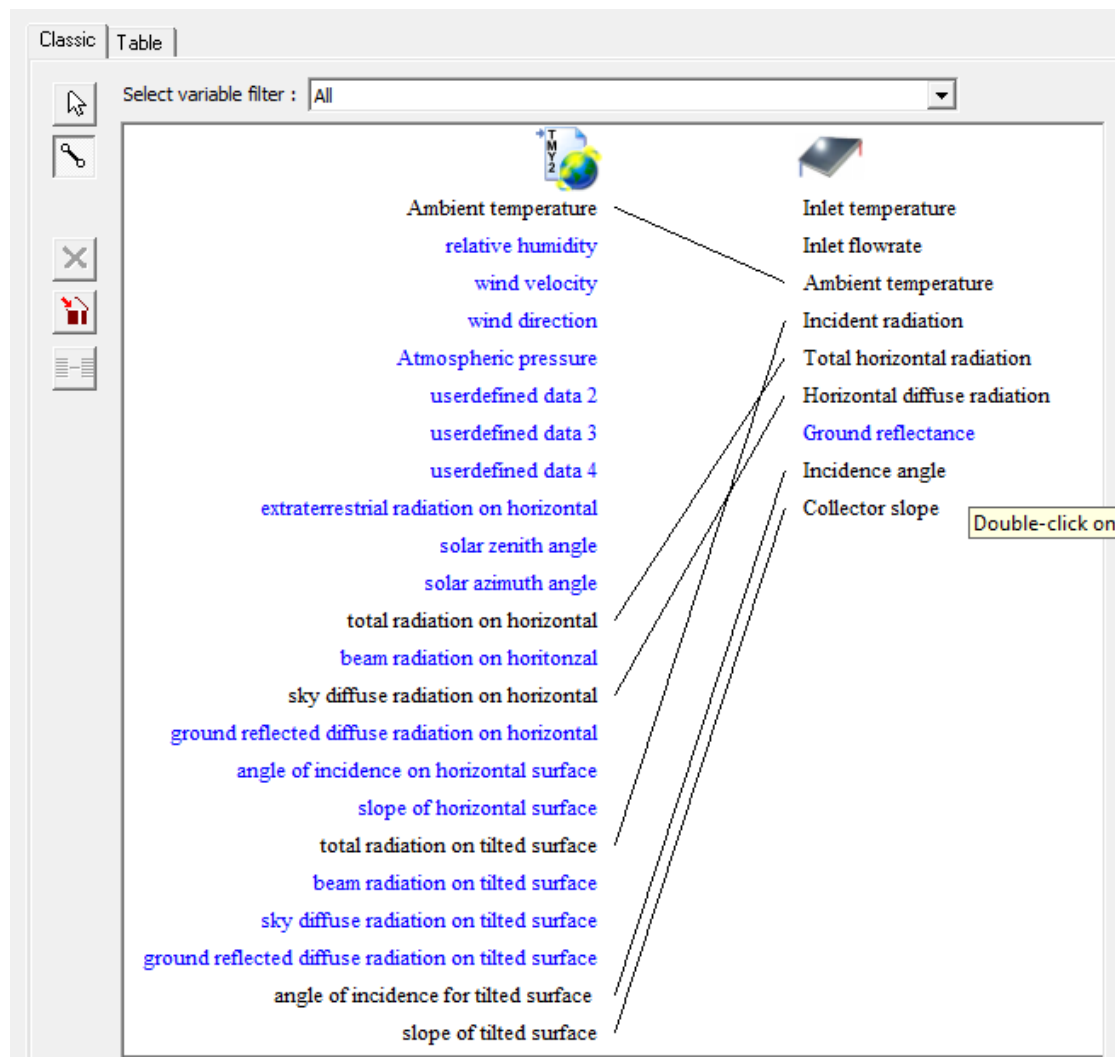 Classic Table
Select variable filter : All
TMY2
Ambient temperature
relative humidity
wind velocity
wind direction
Atmospheric pressure
userdefined data 2
userdefined data 3
userdefined data 4
extraterrestrial radiation on horizontal
solar zenith angle
solar azimuth angle
total radiation on horizontal
beam radiation on horitonzal
sky diffuse radiation on horizontal
ground reflected diffuse radiation on horizontal
angle of incidence on horizontal surface
slope of horizontal surface
total radiation on tilted surface
beam radiation on tilted surface
sky diffuse radiation on tilted surface
ground reflected diffuse radiation on tilted surface
angle of incidence for tilted surface
slope of tilted surface
Inlet temperature
Inlet flowrate
Ambient temperature
Incident radiation
Total horizontal radiation
Horizontal diffuse radiation
Ground reflectance
Incidence angle
Collector slope
Double-click on